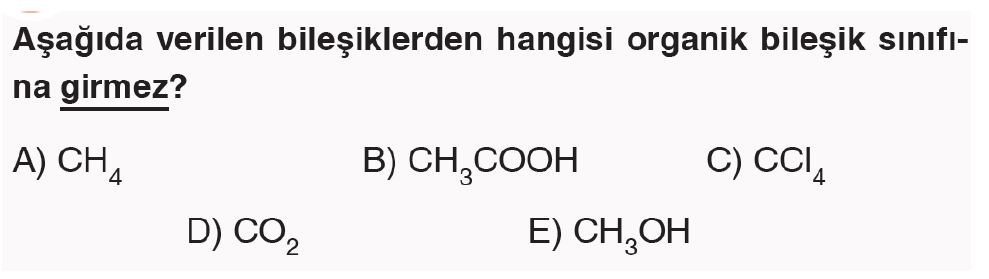 Aşağıda verilen bileşiklerden hangisi organik bileşik sınıfı-
na girmez?
A) CH₄ B) CH₃COOH C) CCl₄
D) CO₂ E) CH₃OH